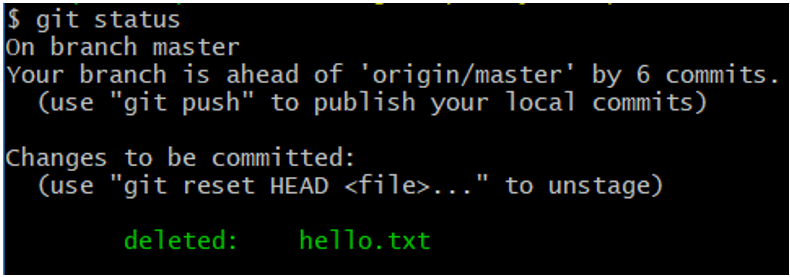 $ git status
On branch master
Your branch is ahead of 'origin/master' by 6 commits.
  (use "git push" to publish your local commits)

Changes to be committed:
  (use "git reset HEAD <file>..." to unstage)

        deleted:    hello.txt